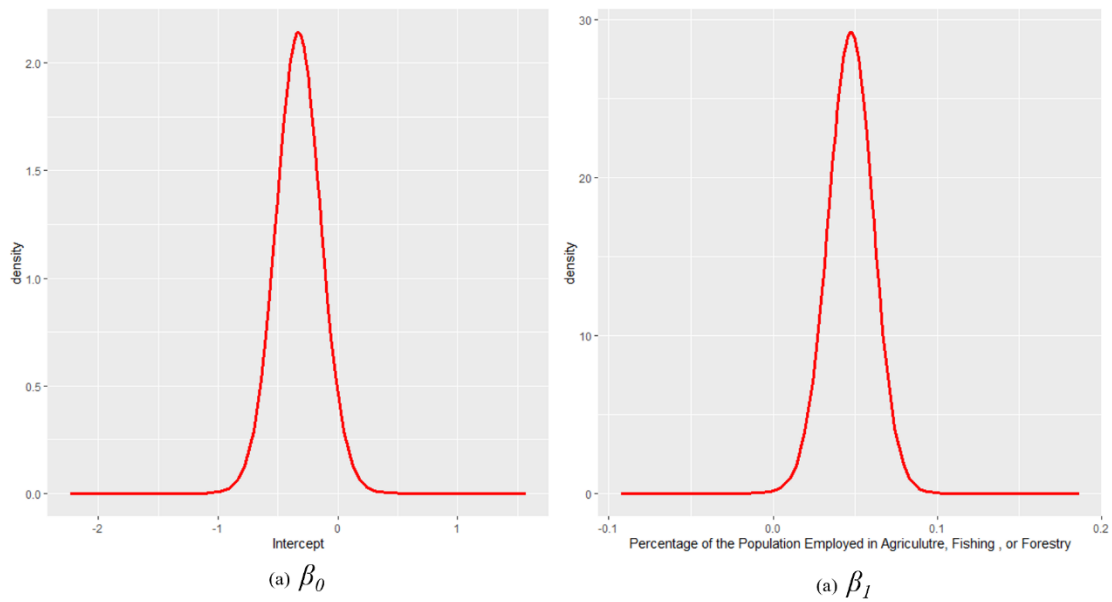 2.0
1.5
1.0
0.5
0.0
density
-2
-1
0
1
Intercept
(a) β0
30
20
10
0
density
-0.1
0.0
0.1
0.2
Percentage of the Population Employed in Agriculutre, Fishing , or Forestry
(a) β1